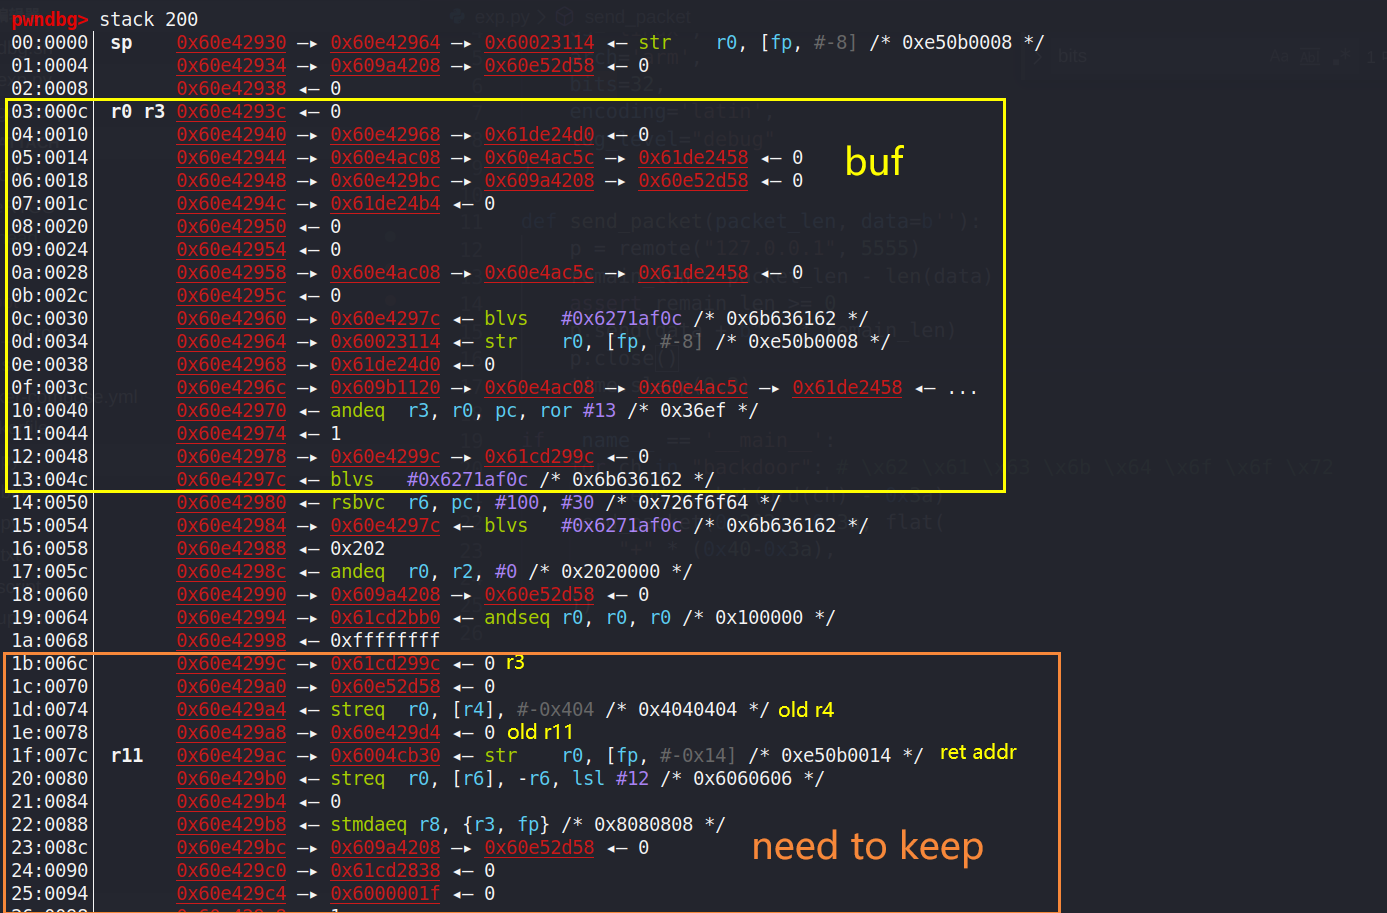 pwndbg> stack 200
00:0000│ sp 0x60e42930 —▸ 0x60e42964 —▸ 0x60023114 ◂— str r0, [fp, #-8] /* 0xe50b0008 */
01:0004│ 0x60e42934 —▸ 0x609a4208 —▸ 0x60e52d58 ◂— 0
02:0008│ 0x60e42938 ◂— 0
03:000c│ r0 r3 0x60e4293c ◂— 0
04:0010│ 0x60e42940 —▸ 0x60e42968 —▸ 0x61de24d0 ◂— 0
05:0014│ 0x60e42944 —▸ 0x60e4ac08 —▸ 0x60e4ac5c —▸ 0x61de2458 ◂— 0 buf
06:0018│ 0x60e42948 —▸ 0x60e429bc —▸ 0x609a4208 —▸ 0x60e52d58 ◂— 0
07:001c│ 0x60e4294c —▸ 0x61de24b4 ◂— 0
08:0020│ 0x60e42950 ◂— 0
09:0024│ 0x60e42954 ◂— 0
0a:0028│ 0x60e42958 —▸ 0x60e4ac08 —▸ 0x60e4ac5c —▸ 0x61de2458 ◂— 0
0b:002c│ 0x60e4295c ◂— 0
0c:0030│ 0x60e42960 —▸ 0x60e4297c ◂— blvs #0x6271af0c /* 0x6b636162 */
0d:0034│ 0x60e42964 —▸ 0x60023114 ◂— str r0, [fp, #-8] /* 0xe50b0008 */
0e:0038│ 0x60e42968 —▸ 0x61de24d0 ◂— 0
0f:003c│ 0x60e4296c —▸ 0x609b1120 —▸ 0x60e4ac08 —▸ 0x60e4ac5c —▸ 0x61de2458 ◂— ...
10:0040│ 0x60e42970 ◂— andeq r3, r0, pc, ror #13 /* 0x36ef */
11:0044│ 0x60e42974 ◂— 1
12:0048│ 0x60e42978 —▸ 0x60e4299c —▸ 0x61cd299c ◂— 0
13:004c│ 0x60e4297c ◂— blvs #0x6271af0c /* 0x6b636162 */
14:0050│ 0x60e42980 ◂— rsbvc r6, pc, #100, #30 /* 0x726f6f64 */
15:0054│ 0x60e42984 —▸ 0x60e4297c ◂— blvs #0x6271af0c /* 0x6b636162 */
16:0058│ 0x60e42988 ◂— 0x202
17:005c│ 0x60e4298c ◂— andeq r0, r2, #0 /* 0x2020000 */
18:0060│ 0x60e42990 —▸ 0x609a4208 —▸ 0x60e52d58 ◂— 0
19:0064│ 0x60e42994 —▸ 0x61cd2bb0 ◂— andseq r0, r0, r0 /* 0x100000 */
1a:0068│ 0x60e42998 ◂— 0xffffffff
1b:006c│ 0x60e4299c —▸ 0x61cd299c ◂— 0 r3
1c:0070│ 0x60e429a0 —▸ 0x60e52d58 ◂— 0
1d:0074│ 0x60e429a4 ◂— streq r0, [r4], #-0x404 /* 0x4040404 */ old r4
1e:0078│ 0x60e429a8 —▸ 0x60e429d4 ◂— 0 old r11
1f:007c│ r11 0x60e429ac —▸ 0x6004cb30 ◂— str r0, [fp, #-0x14] /* 0xe50b0014 */ ret addr
20:0080│ 0x60e429b0 ◂— streq r0, [r6], -r6, lsl #12 /* 0x6060606 */
21:0084│ 0x60e429b4 ◂— 0
22:0088│ 0x60e429b8 ◂— stmdaeq r8, {r3, fp} /* 0x8080808 */
23:008c│ 0x60e429bc —▸ 0x609a4208 —▸ 0x60e52d58 ◂— 0 need to keep
24:0090│ 0x60e429c0 —▸ 0x61cd2838 ◂— 0
25:0094│ 0x60e429c4 —▸ 0x6000001f ◂— 0